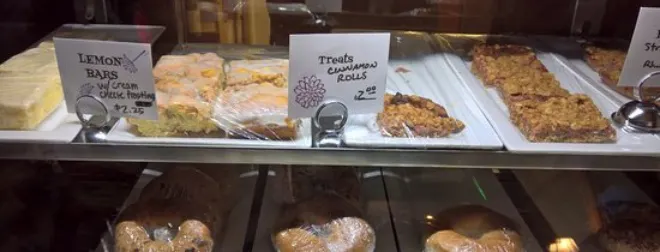 LEMON
BARS
w/ cream
cheese frosting
$2.25
Treats
CINNAMON
ROLLS
2.00